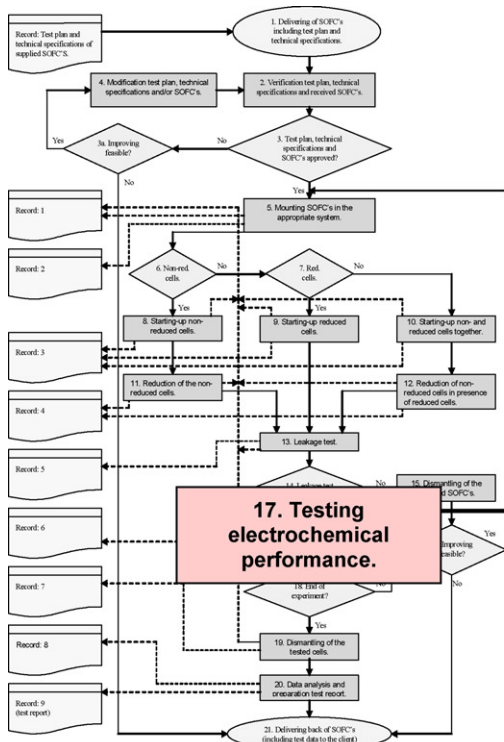 Record: Test plan and
technical specifications of
supplied SOFC'S.
1. Delivering of SOFC's
including test plan and
technical specifications.
4. Modification test plan, technical
specifications and/or SOFC's.
2. Verification test plan, technical
specifications and received SOFC's.
Yes
3a. Improving
feasible?
No
3. Test plan, technical
specifications and
SOFC's approved?
No
Yes
Record: 1
5. Mounting SOFC's in the
appropriate system.
Record: 2
6. Non-red.
cells.
No
7. Red.
cells.
No
Yes
Yes
8. Starting-up non-
reduced cells.
9. Starting-up reduced
cells.
10. Starting-up non- and
reduced cells together.
Record: 3
11. Reduction of the non-
reduced cells.
12. Reduction of non-
reduced cells in presence
of reduced cells.
Record: 4
13. Leakage test.
Record: 5
14. Leakage test
No
15. Dismantling of the
SOFC's.
17. Testing
electrochemical
performance.
Record: 6
Improving
feasible?
Yes
No
Record: 7
18. End of
experiment?
No
Yes
19. Dismantling of the
tested cells.
Record: 8
20. Data analysis and
preparation test report.
Record: 9
(test report)
21. Delivering back of SOFC's
(including test data to the client)